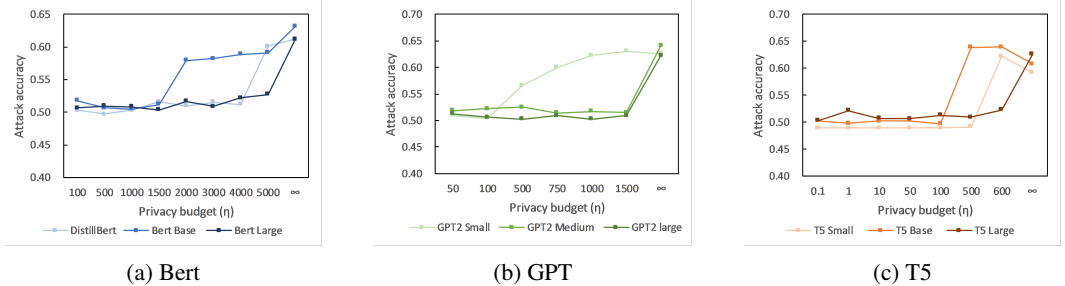 0.65
0.60
0.55
0.50
0.45
0.40
Attack accuracy
100 500 1000 1500 2000 3000 4000 5000 ∞
Privacy budget (η)
DistillBert Bert Base Bert Large
(a) Bert
0.70
0.65
0.60
0.55
0.50
0.45
0.40
Attack accuracy
50 100 500 750 1000 1500 ∞
Privacy budget (η)
GPT2 Small GPT2 Medium GPT2 large
(b) GPT
0.70
0.65
0.60
0.55
0.50
0.45
0.40
Attack accuracy
0.1 1 10 50 100 500 600 ∞
Privacy budget (η)
T5 Small T5 Base T5 Large
(c) T5